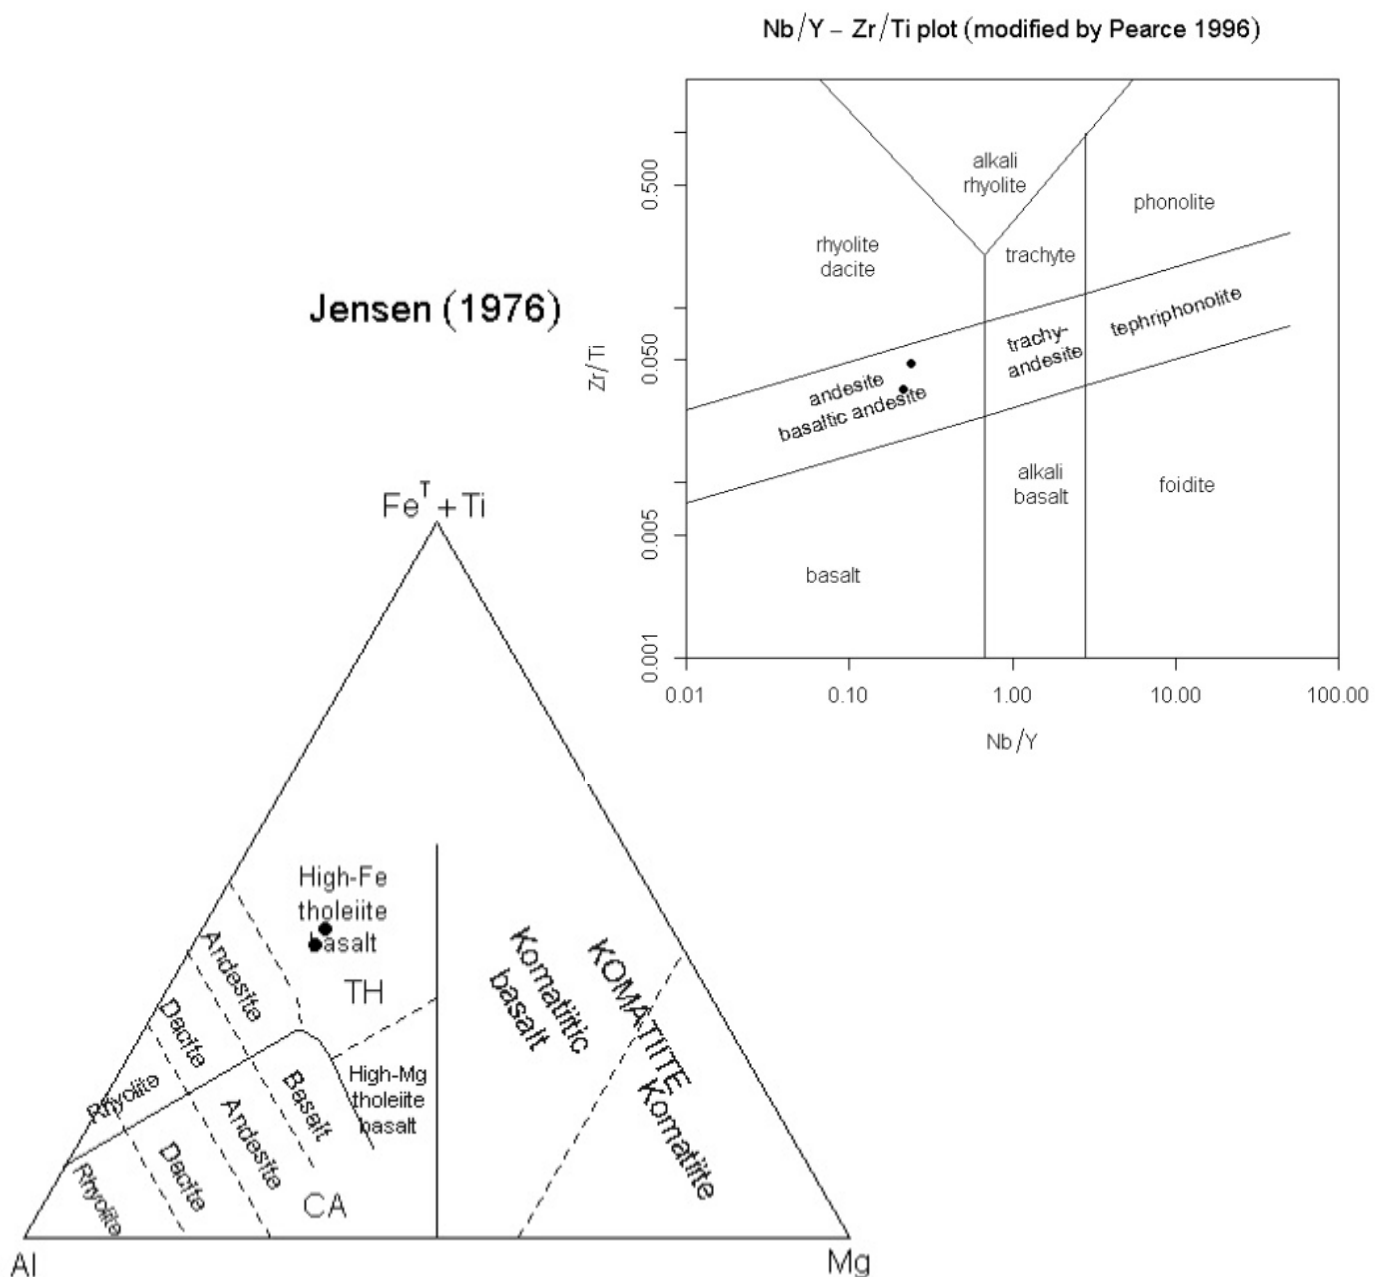 Nb/Y – Zr/Ti plot (modified by Pearce 1996)
alkali
rhyolite
phonolite
rhyolite
dacite
trachyte
trachy-
andesite
tephriphonolite
andesite
basaltic andesite
alkali
basalt
foidite
basalt
Zr/Ti
0.500
0.050
0.005
0.001
0.01
0.10
1.00
10.00
100.00
Nb/Y
Jensen (1976)
FeT+Ti
High-Fe
tholeiite
basalt
TH
Andesite
Dacite
Rhyolite
High-Mg
tholeiite
basalt
Basalt
Andesite
Dacite
Rhyolite
CA
Komatiitic
basalt
KOMATIITE
Komatiite
Al
Mg